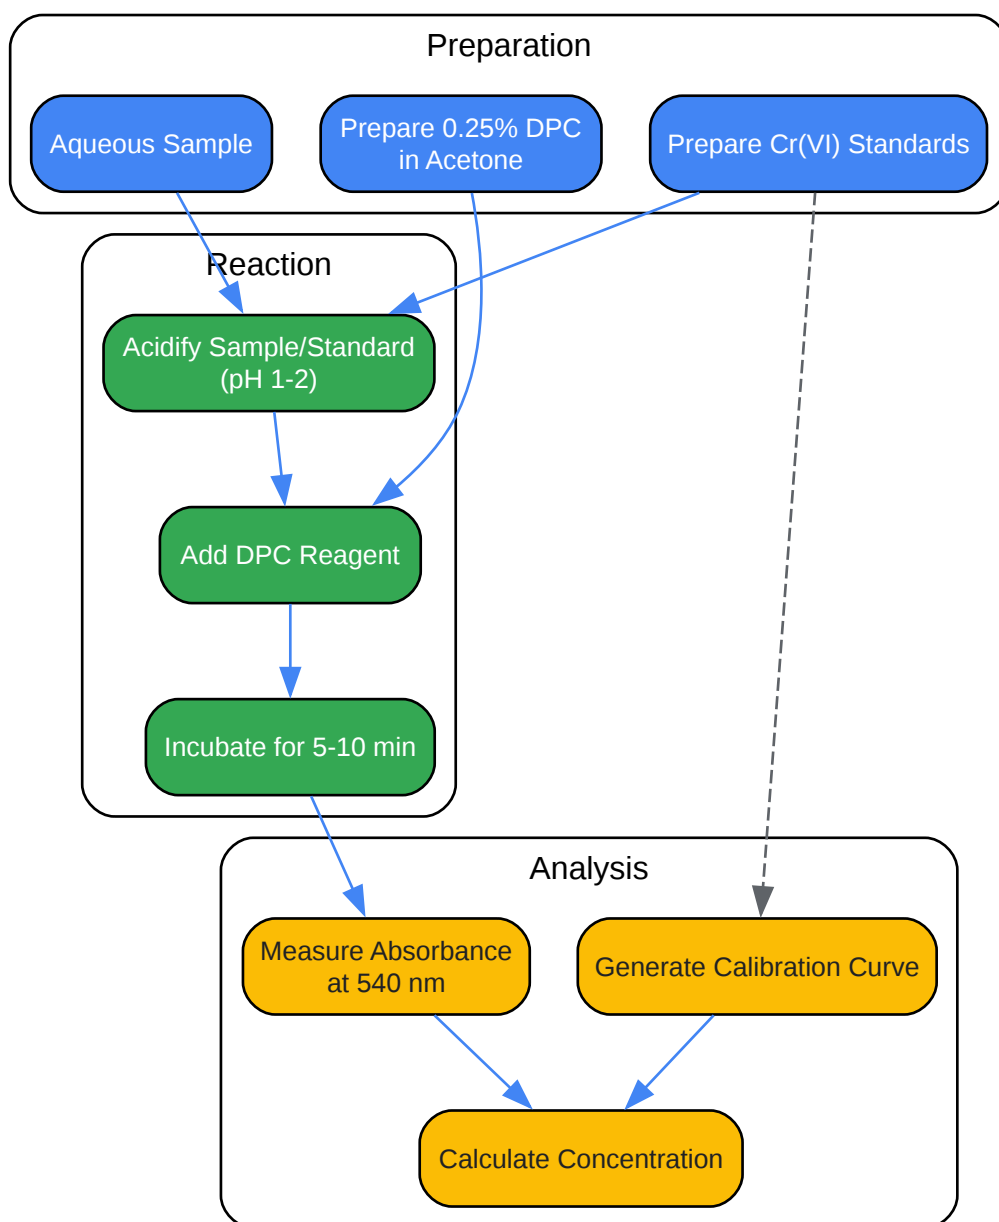 Preparation
Aqueous Sample
Prepare 0.25% DPC
in Acetone
Prepare Cr(VI) Standards
Reaction
Acidify Sample/Standard
(pH 1-2)
Add DPC Reagent
Incubate for 5-10 min
Analysis
Measure Absorbance
at 540 nm
Generate Calibration Curve
Calculate Concentration